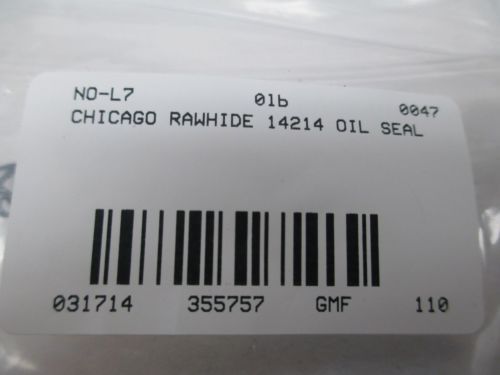 NO-L7 01b 0047
CHICAGO RAWHIDE 14214 OIL SEAL
031714 355757 GMF 110